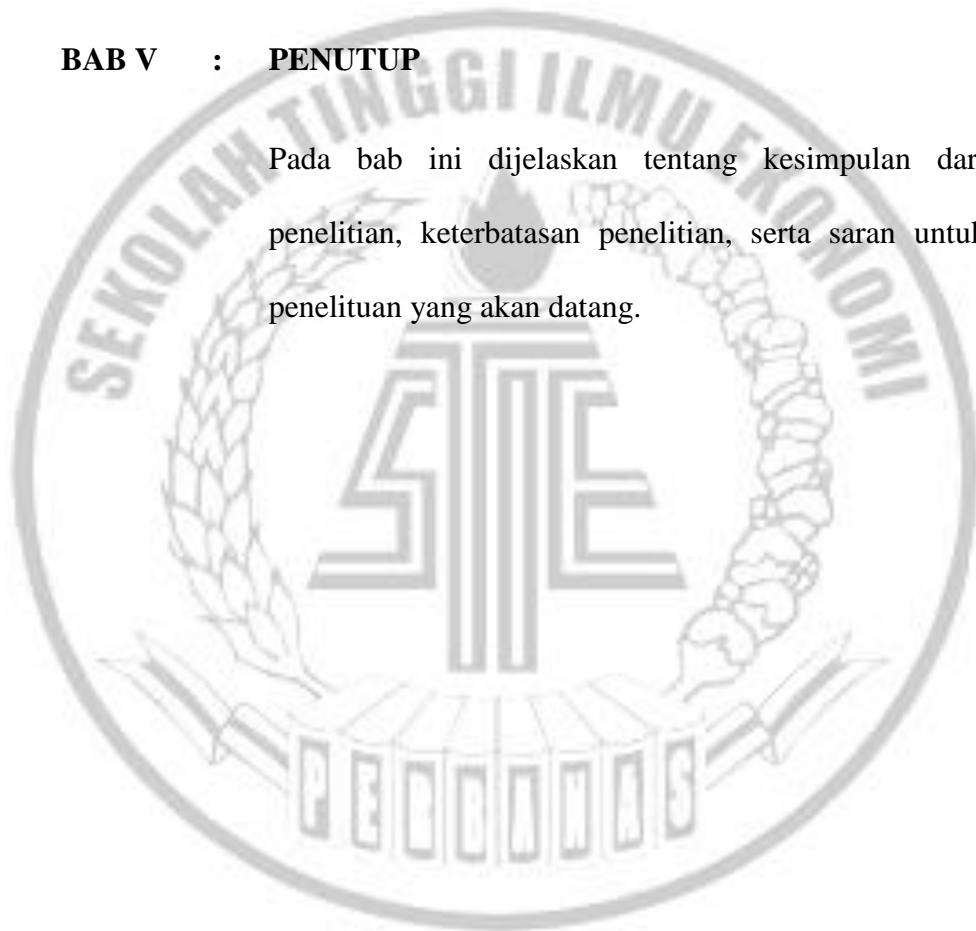 BAB V : PENUTUP
SEKOLAH TINGGI ILMU EKONOMI
Pada bab ini dijelaskan tentang kesimpulan dar
penelitian, keterbatasan penelitian, serta saran untul
penelituan yang akan datang.
STIE
PERBANAS